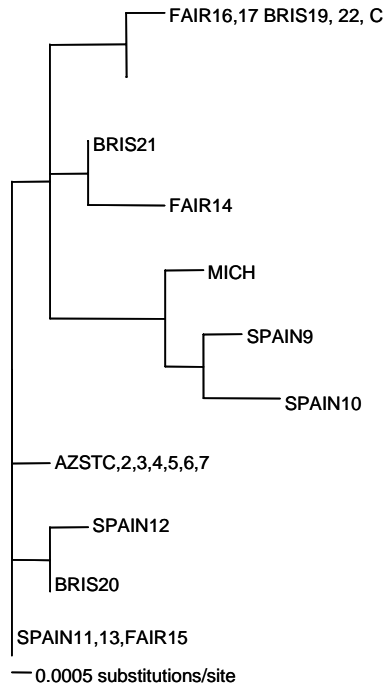 FAIR16,17 BRIS19, 22, C
BRIS21
FAIR14
MICH
SPAIN9
SPAIN10
AZSTC,2,3,4,5,6,7
SPAIN12
BRIS20
SPAIN11,13,FAIR15
0.0005 substitutions/site